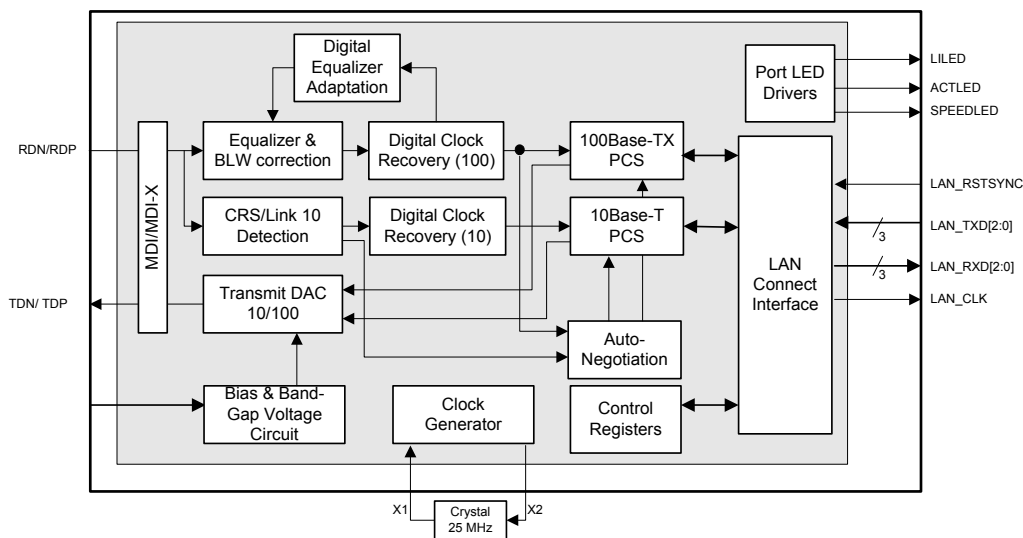 Digital
Equalizer
Adaptation
Port LED
Drivers
LILED
ACTLED
SPEEDLED
RDN/RDP
MDI/MDI-X
Equalizer &
BLW correction
Digital Clock
Recovery (100)
100Base-TX
PCS
LAN_RSTSYNC
CRS/Link 10
Detection
Digital Clock
Recovery (10)
10Base-T
PCS
LAN_TXD[2:0]
3
LAN
Connect
Interface
LAN_RXD[2:0]
3
TDN/ TDP
Transmit DAC
10/100
LAN_CLK
Auto-
Negotiation
Bias & Band-
Gap Voltage
Circuit
Clock
Generator
Control
Registers
X1
X2
Crystal
25 MHz